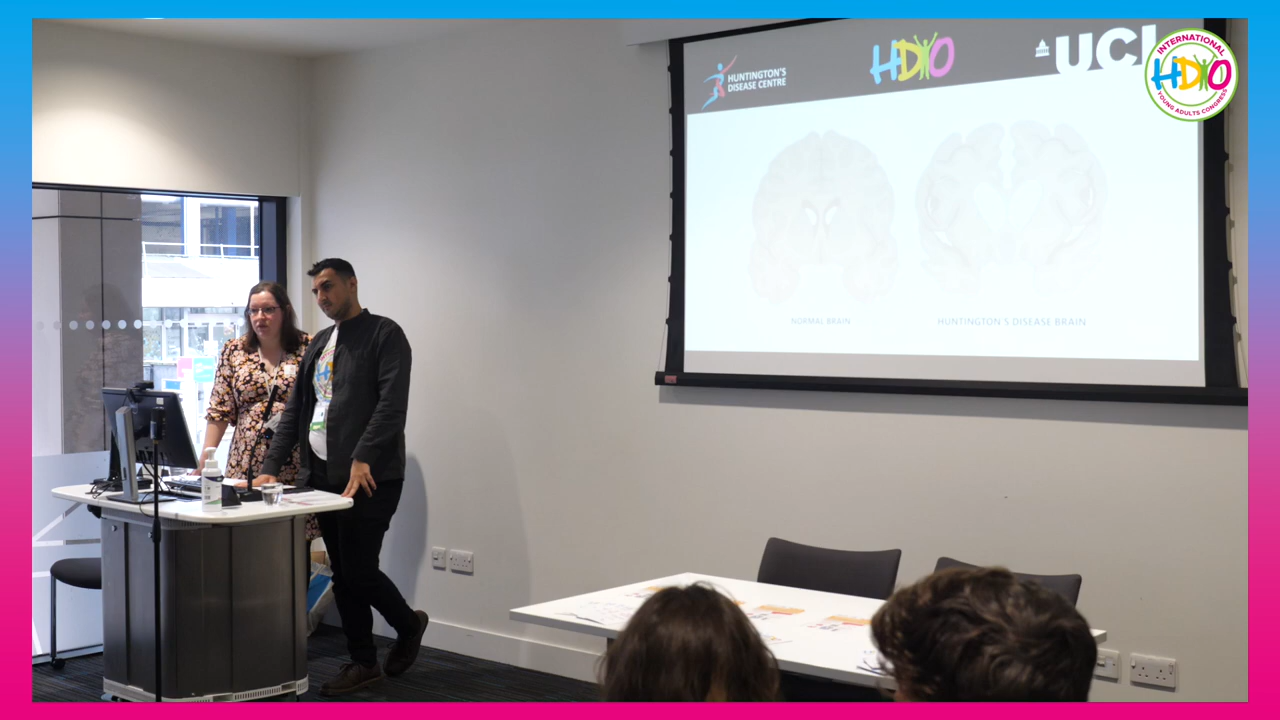 HUNTINGTON'S
DISEASE CENTRE
HDYO
UCL
INTERNATIONAL
HDYO
YOUNG ADULTS CONGRESS
NORMAL BRAIN
HUNTINGTON'S DISEASE BRAIN